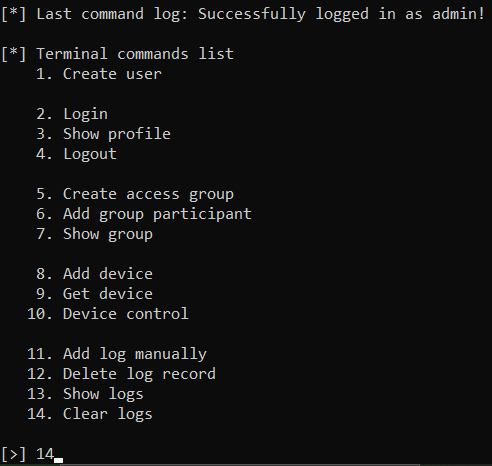 [*] Last command log: Successfully logged in as admin!
[*] Terminal commands list
1. Create user
2. Login
3. Show profile
4. Logout
5. Create access group
6. Add group participant
7. Show group
8. Add device
9. Get device
10. Device control
11. Add log manually
12. Delete log record
13. Show logs
14. Clear logs
[>] 14